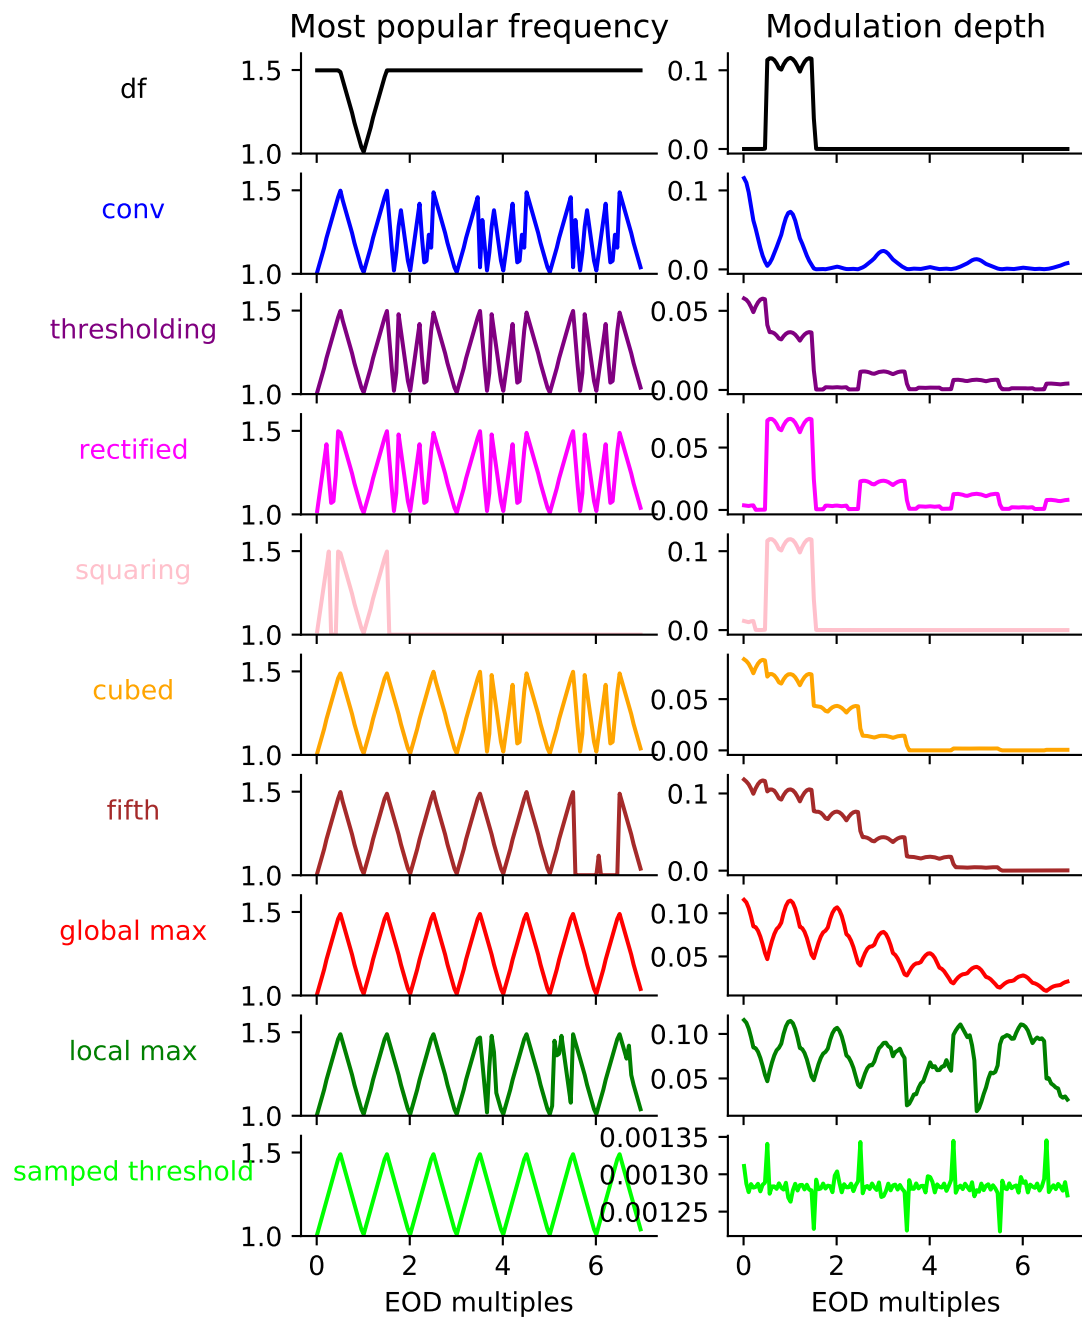 Most popular frequency
Modulation depth
df
1.5
1.0
0.1
0.0
conv
1.5
1.0
0.1
0.0
thresholding
1.5
1.0
0.05
0.00
rectified
1.5
1.0
0.05
0.00
squaring
1.5
1.0
0.1
0.0
cubed
1.5
1.0
0.05
0.00
fifth
1.5
1.0
0.1
0.0
global max
1.5
1.0
0.10
0.05
local max
1.5
1.0
0.10
0.05
samped threshold
1.5
1.0
0.00135
0.00130
0.00125
0 2 4 6
0 2 4 6
EOD multiples
EOD multiples